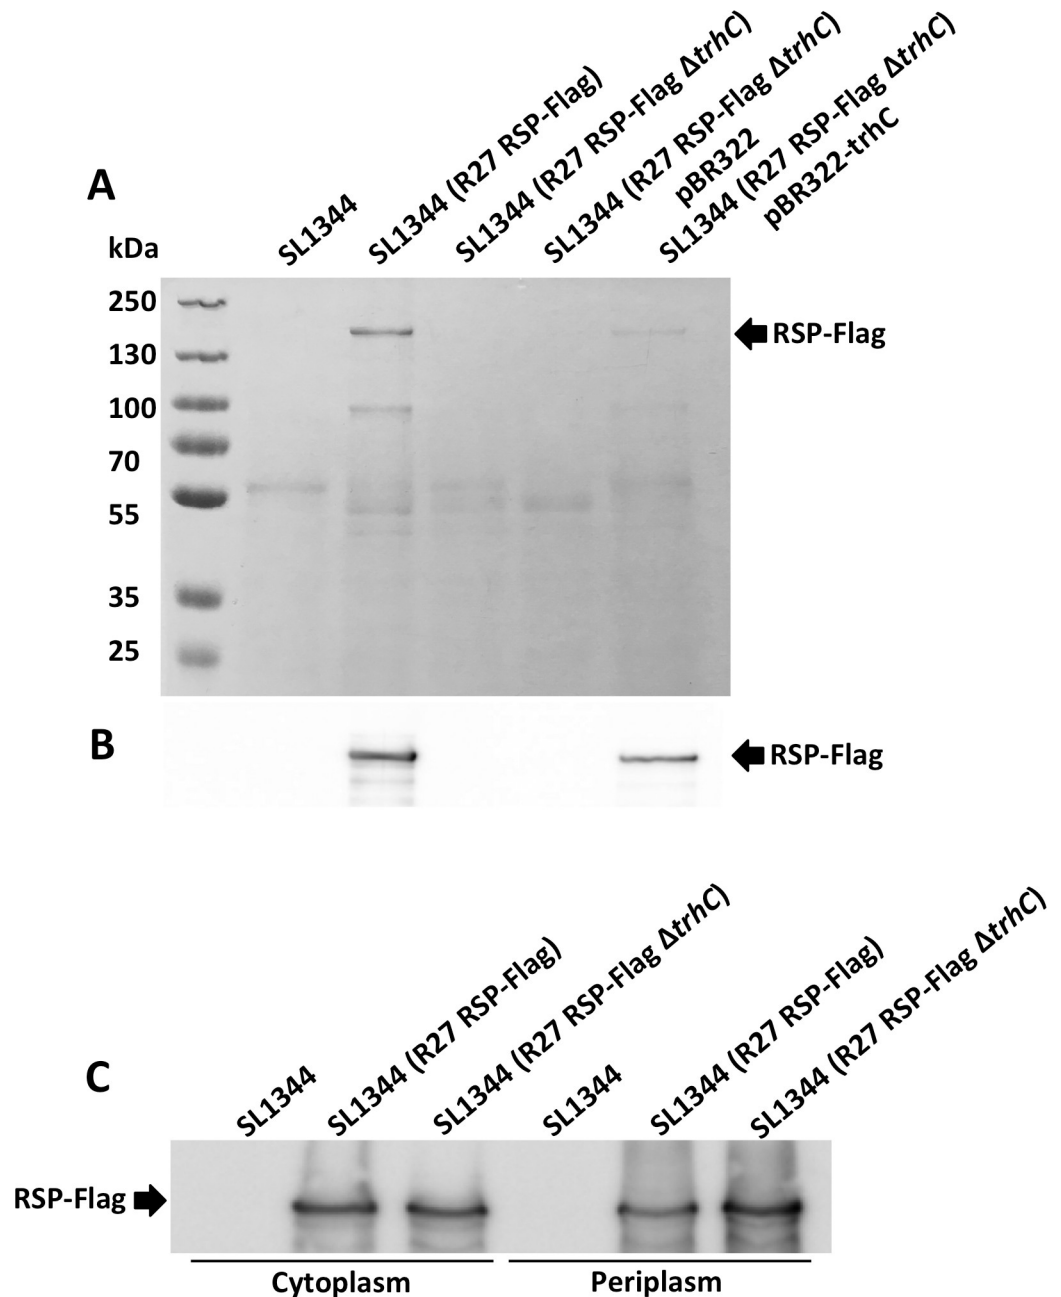 A
kDa
SL1344
SL1344 (R27 RSP-Flag)
SL1344 (R27 RSP-Flag ΔtrhC)
SL1344 (R27 RSP-Flag ΔtrhC)
pBR322
SL1344 (R27 RSP-Flag ΔtrhC)
pBR322-trhC
250
130
100
70
55
35
25
RSP-Flag
B
RSP-Flag
C
SL1344
SL1344 (R27 RSP-Flag)
SL1344 (R27 RSP-Flag ΔtrhC)
SL1344
SL1344 (R27 RSP-Flag)
SL1344 (R27 RSP-Flag ΔtrhC)
RSP-Flag
Cytoplasm
Periplasm